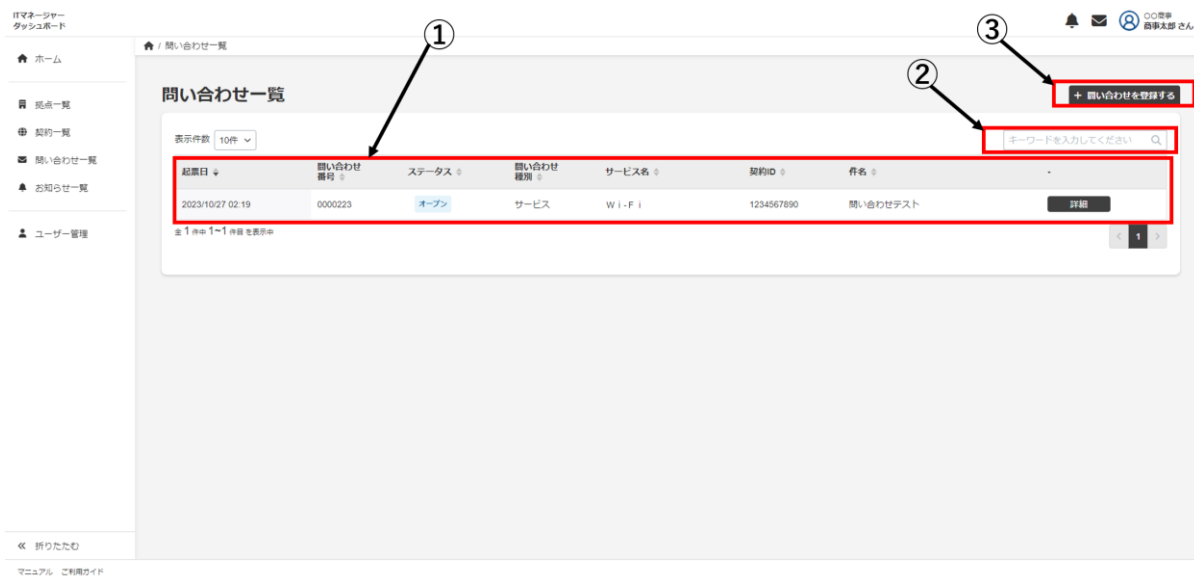 ITマネージャー
ダッシュボード
〇〇商事
商事太郎 さん
ホーム
拠点一覧
契約一覧
問い合わせ一覧
お知らせ一覧
ユーザー管理
/ 問い合わせ一覧
①
③
②
問い合わせ一覧
+ 問い合わせを登録する
表示件数 10件
キーワードを入力してください
起票日 問い合わせ番号 ステータス 問い合わせ種別 サービス名 契約ID 件名 -
2023/10/27 02:19 0000223 オープン サービス Wi-Fi 1234567890 問い合わせテスト 詳細
全 1 件中 1~1 件目 を表示中
< 1 >
≪ 折りたたむ
マニュアル ご利用ガイド